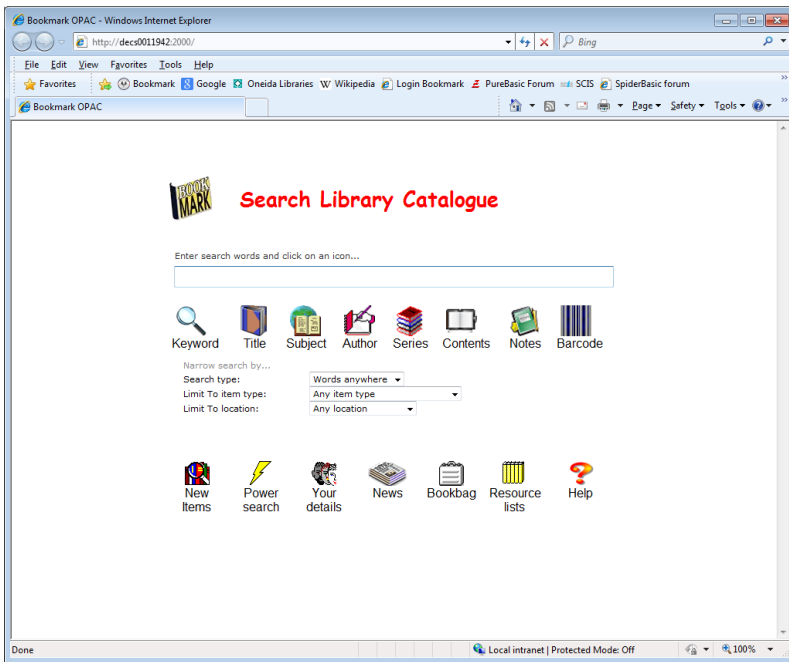 Bookmark OPAC - Windows Internet Explorer
http://decs0011942:2000/ Bing
File Edit View Favorites Tools Help
Favorites Bookmark Google Oneida Libraries Wikipedia Login Bookmark PureBasic Forum SCIS SpiderBasic forum
Bookmark OPAC Page Safety Tools
BOOK
MARK
Search Library Catalogue
Enter search words and click on an icon...
Keyword Title Subject Author Series Contents Notes Barcode
Narrow search by...
Search type: Words anywhere
Limit To item type: Any item type
Limit To location: Any location
New Items Power search Your details News Bookbag Resource lists Help
Done Local intranet | Protected Mode: Off 100%